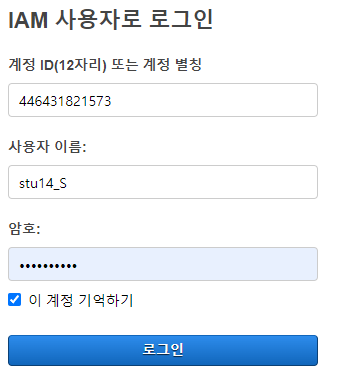 IAM 사용자로 로그인
계정 ID(12자리) 또는 계정 별칭
446431821573
사용자 이름:
stu14_S
암호:
••••••••••
이 계정 기억하기
로그인